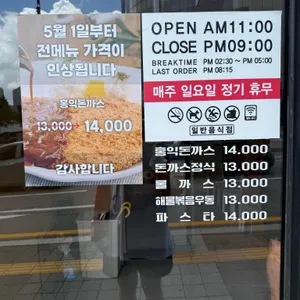 5월 1일부터
전메뉴 가격이
인상됩니다
홍익돈까스
13,000 → 14,000
감사합니다
OPEN AM11:00
CLOSE PM09:00
BREAKTIME PM 02:30 ~ PM 05:00
LAST ORDER PM 08:15
매주 일요일 정기 휴무
일반음식점
홍익돈까스 14.000
돈까스정식 13.000
물까스 13.000
해물볶음우동 13.000
파스타 14.000